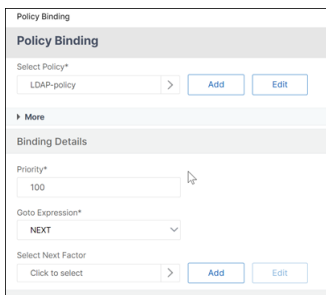 Policy Binding
Policy Binding
Select Policy*
LDAP-policy > Add Edit
More
Binding Details
Priority*
100
Goto Expression*
NEXT
Select Next Factor
Click to select > Add Edit